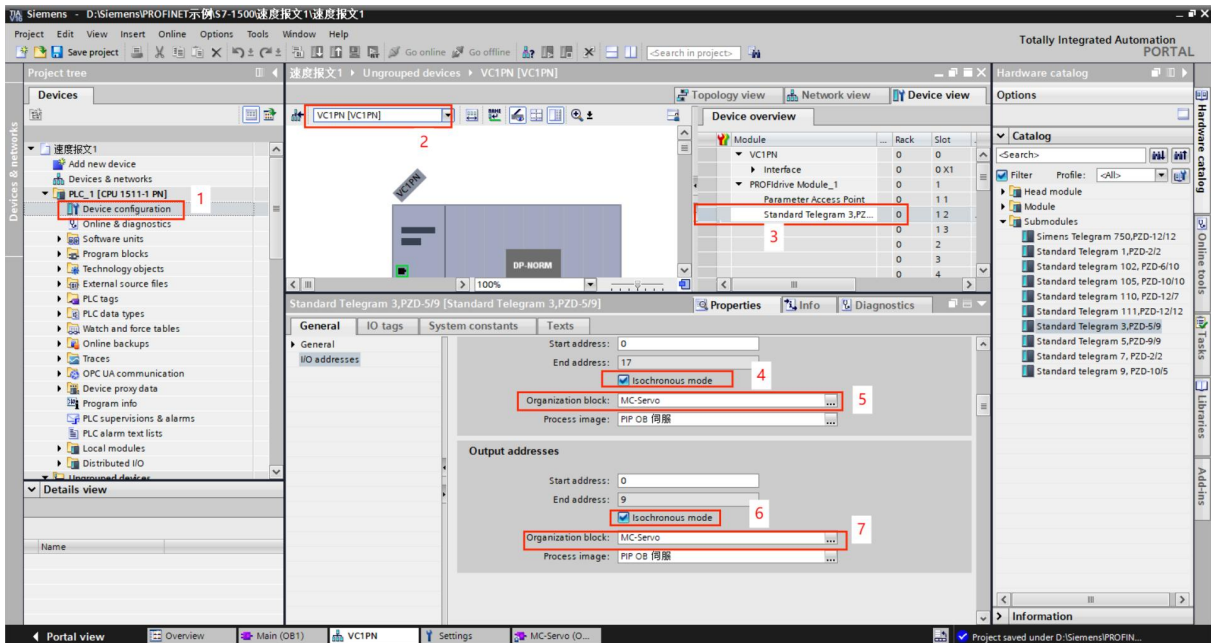 Siemens - D:\Siemens\PROFINET示例\S7-1500\速度报文1\速度报文1
Project Edit View Insert Online Options Tools Window Help
Totally Integrated Automation
PORTAL
Save project
Go online
Go offline
<Search in project>
Project tree
Devices
Devices & networks
速度报文1
Add new device
Devices & networks
PLC_1 [CPU 1511-1 PN]
1
Device configuration
Online & diagnostics
Software units
Program blocks
Technology objects
External source files
PLC tags
PLC data types
Watch and force tables
Online backups
Traces
OPC UA communication
Device proxy data
Program info
PLC supervisions & alarms
PLC alarm text lists
Local modules
Distributed I/O
Ungrouped devices
Details view
Name
速度报文1 ▸ Ungrouped devices ▸ VC1PN [VC1PN]
Topology view
Network view
Device view
VC1PN [VC1PN]
2
VC1PN
DP-NORM
100%
Device overview
Module ... Rack Slot
VC1PN 0 0
Interface 0 0 X1
PROFIdrive Module_1 0 1
Parameter Access Point 0 1 1
Standard Telegram 3,PZ... 0 1 2
3
0 1 3
0 2
0 3
0 4
Standard Telegram 3,PZD-5/9 [Standard Telegram 3,PZD-5/9]
Properties
Info
Diagnostics
General
IO tags
System constants
Texts
General
I/O addresses
Start address: 0
End address: 17
Isochronous mode
4
Organization block: MC-Servo ...
5
Process image: PIP OB 伺服 ...
Output addresses
Start address: 0
End address: 9
Isochronous mode
6
Organization block: MC-Servo ...
7
Process image: PIP OB 伺服 ...
Hardware catalog
Options
Catalog
<Search>
Filter Profile: <All>
Head module
Module
Submodules
Simens Telegram 750,PZD-12/12
Standard Telegram 1,PZD-2/2
Standard telegram 102, PZD-6/10
Standard telegram 105, PZD-10/10
Standard telegram 110, PZD-12/7
Standard Telegram 111,PZD-12/12
Standard Telegram 3,PZD-5/9
Standard Telegram 5,PZD-9/9
Standard telegram 7, PZD-2/2
Standard telegram 9, PZD-10/5
Information
Hardware catalog
Online tools
Tasks
Libraries
Add-ins
Portal view
Overview
Main (OB1)
VC1PN
Settings
MC-Servo (O...
Project saved under D:\Siemens\PROFIN...